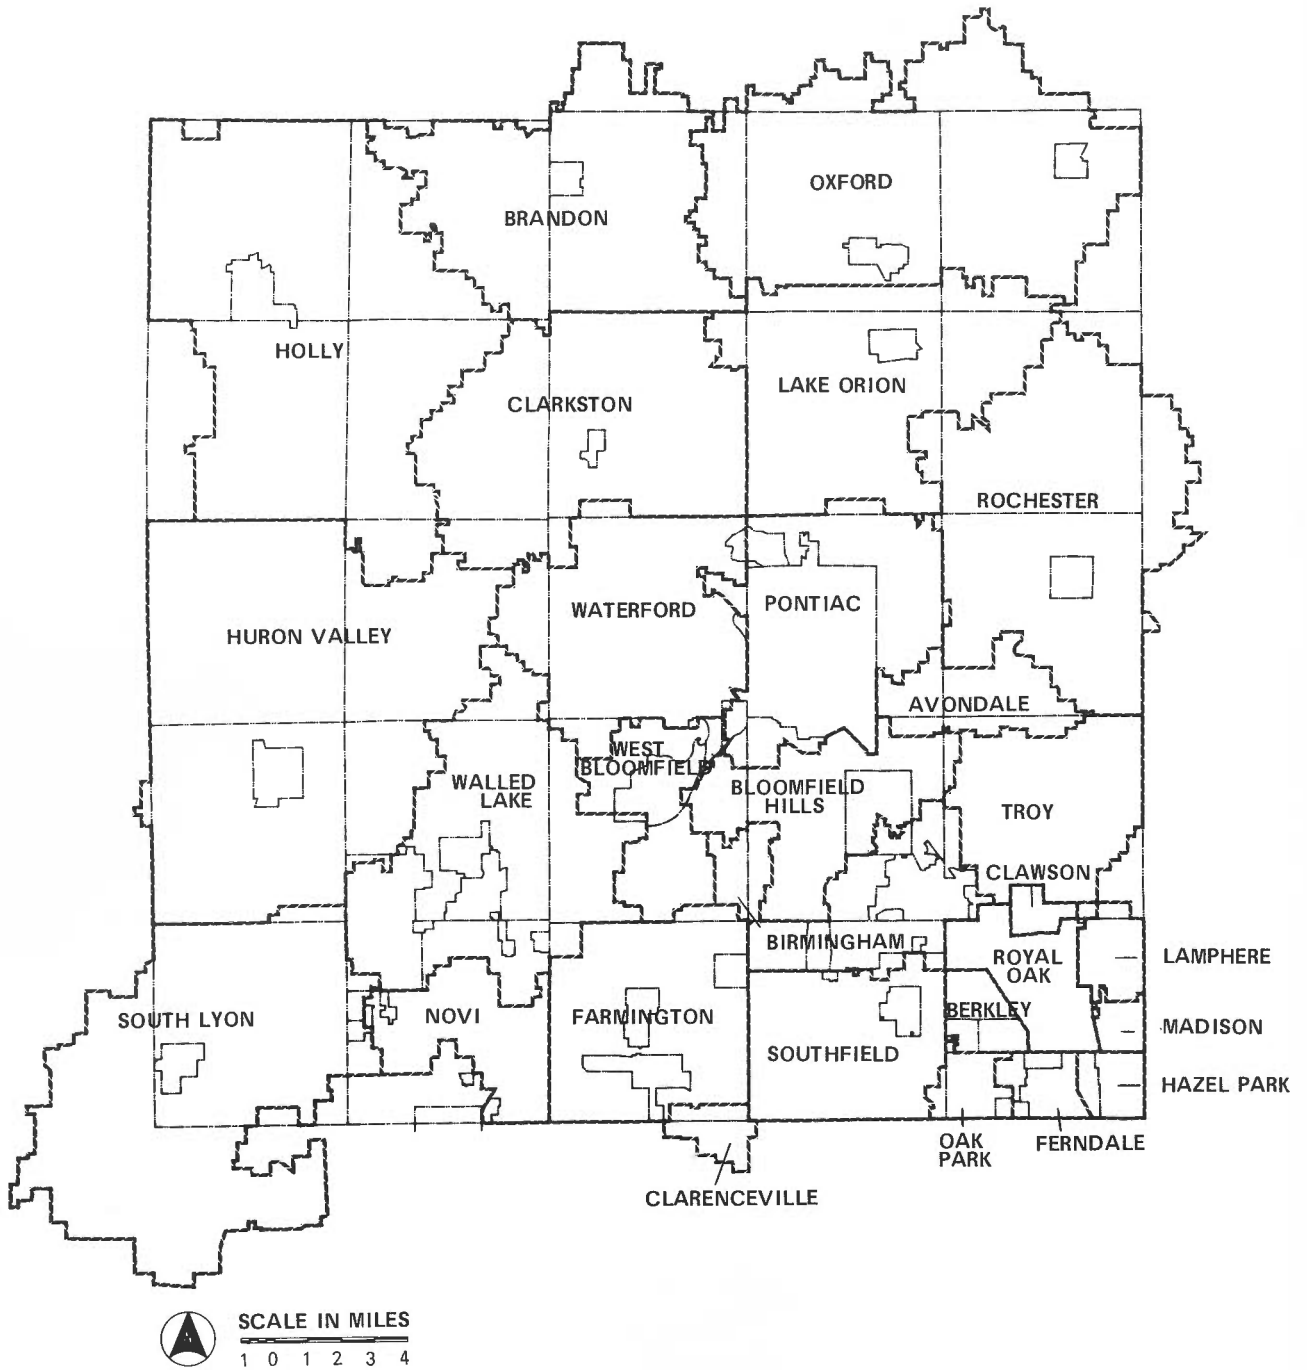 OXFORD
BRANDON
HOLLY
LAKE ORION
CLARKSTON
ROCHESTER
WATERFORD
PONTIAC
HURON VALLEY
AVONDALE
WEST
BLOOMFIELD
WALLED
LAKE
BLOOMFIELD
HILLS
TROY
CLAWSON
BIRMINGHAM
ROYAL
OAK
LAMPHERE
SOUTH LYON
NOVI
FARMINGTON
BERKLEY
MADISON
SOUTHFIELD
HAZEL PARK
OAK
PARK
FERNDALE
CLARENCEVILLE
SCALE IN MILES
1 0 1 2 3 4